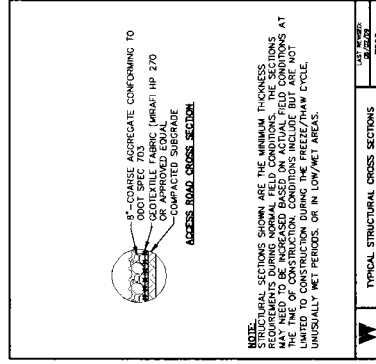 8"-COARSE AGGREGATE CONFORMING TO
ODOT SPEC 703
GEOTEXTILE FABRIC (MIRAFI HP 270
OR APPROVED EQUAL
COMPACTED SUBGRADE
ACCESS ROAD CROSS SECTION
NOTE:
STRUCTURAL SECTIONS SHOWN ARE THE MINIMUM THICKNESS
REQUIREMENTS DURING NORMAL FIELD CONDITIONS. THE SECTIONS
MAY NEED TO BE INCREASED BASED ON ACTUAL FIELD CONDITIONS AT
THE TIME OF CONSTRUCTION. CONDITIONS INCLUDE BUT ARE NOT
LIMITED TO CONSTRUCTION DURING THE FREEZE/THAW CYCLE,
UNUSUALLY WET PERIODS, OR IN LOW/WET AREAS.
TYPICAL STRUCTURAL CROSS SECTIONS
LAST REVISED: